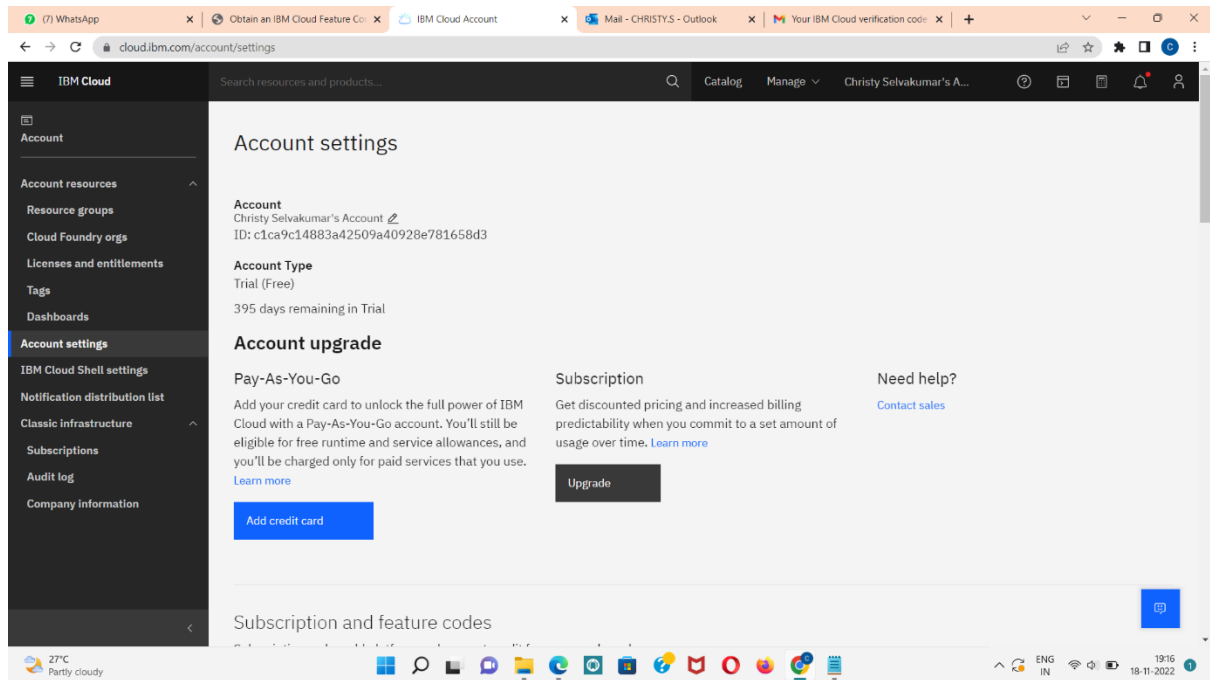 (7) WhatsApp
Obtain an IBM Cloud Feature Co
IBM Cloud Account
Mail - CHRISTY.S - Outlook
Your IBM Cloud verification code
cloud.ibm.com/account/settings
C
IBM Cloud
Search resources and products...
Catalog
Manage
Christy Selvakumar's A...
Account
Account resources
Resource groups
Cloud Foundry orgs
Licenses and entitlements
Tags
Dashboards
Account settings
IBM Cloud Shell settings
Notification distribution list
Classic infrastructure
Subscriptions
Audit log
Company information
Account settings
Account
Christy Selvakumar's Account
ID: c1ca9c14883a42509a40928e781658d3
Account Type
Trial (Free)
395 days remaining in Trial
Account upgrade
Pay-As-You-Go
Add your credit card to unlock the full power of IBM
Cloud with a Pay-As-You-Go account. You'll still be
eligible for free runtime and service allowances, and
you'll be charged only for paid services that you use.
Learn more
Add credit card
Subscription
Get discounted pricing and increased billing
predictability when you commit to a set amount of
usage over time. Learn more
Upgrade
Need help?
Contact sales
Subscription and feature codes
27°C
Partly cloudy
ENG
IN
19:16
18-11-2022
1